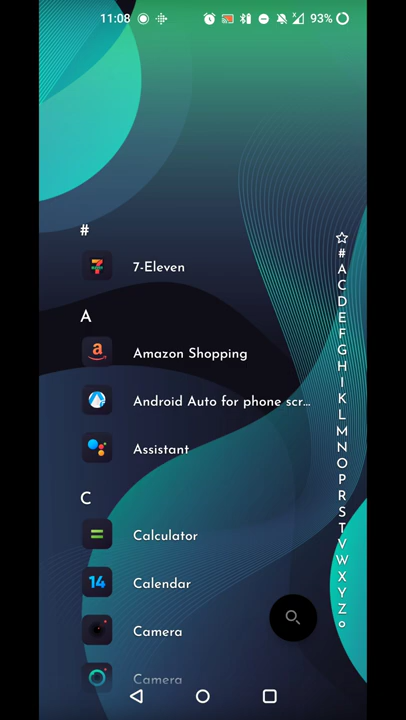 11:08
93%
#
7-Eleven
A
Amazon Shopping
Android Auto for phone scr...
Assistant
C
Calculator
14
Calendar
Camera
Camera
#
A
C
D
E
F
G
H
I
K
L
M
N
O
P
R
S
T
V
W
X
Y
Z